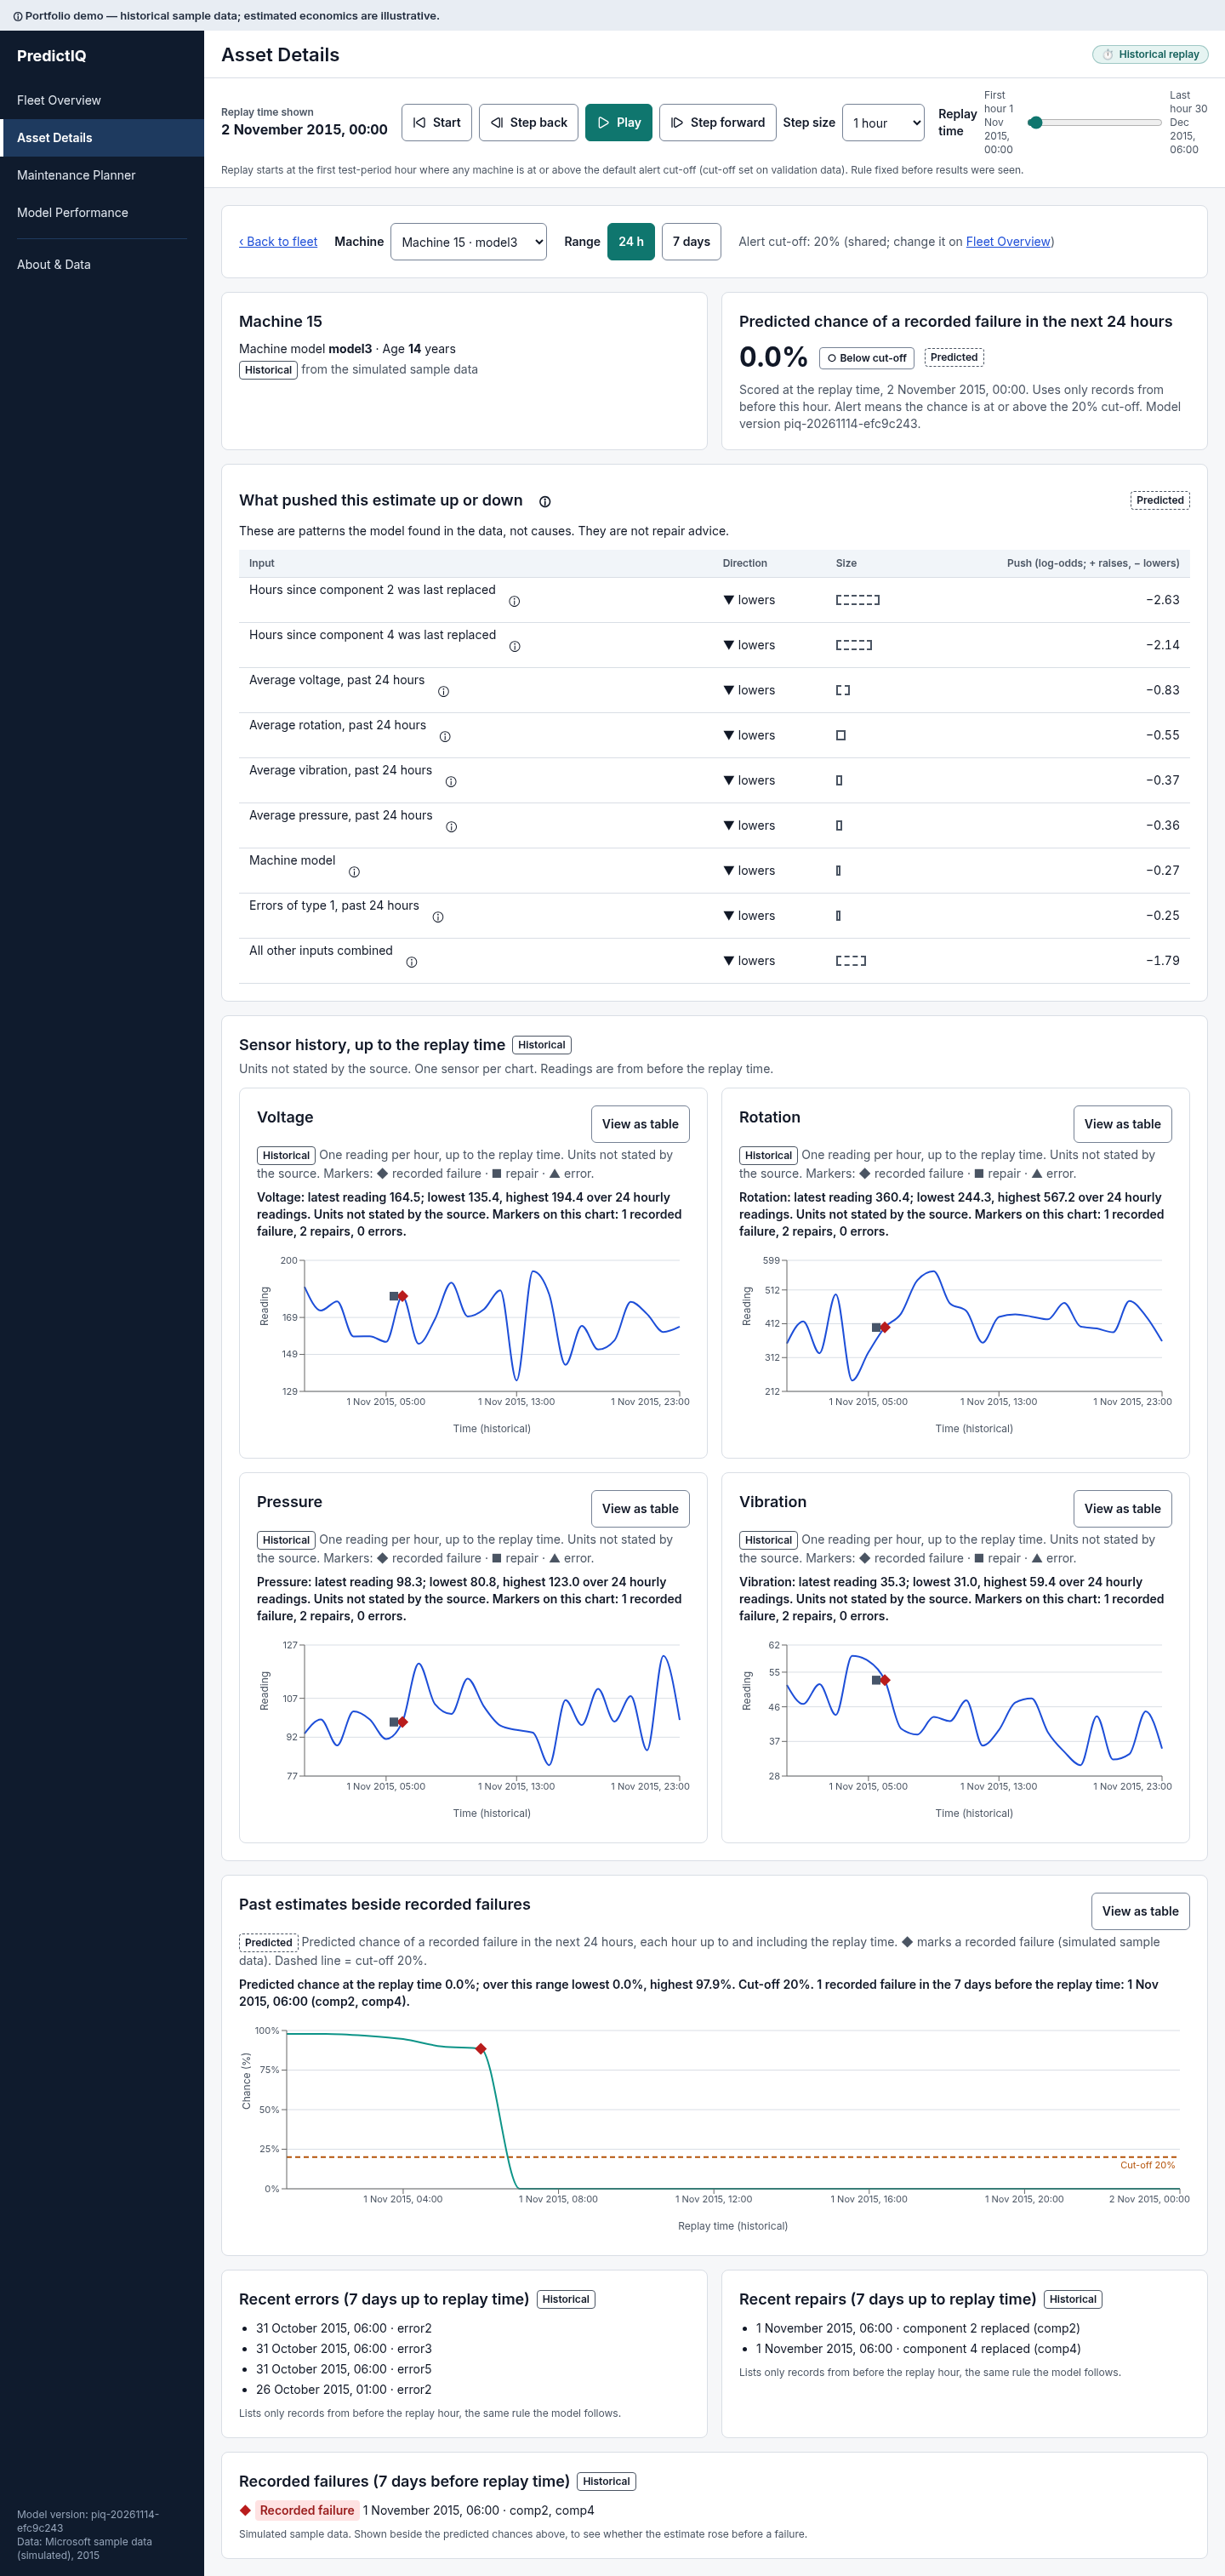 ⓘ Portfolio demo — historical sample data; estimated economics are illustrative.
PredictIQ
Fleet Overview
Asset Details
Maintenance Planner
Model Performance
About & Data
Model version: piq-20261114-
efc9c243
Data: Microsoft sample data
(simulated), 2015
Asset Details
Historical replay
Replay time shown
2 November 2015, 00:00
Start
Step back
Play
Step forward
Step size
1 hour
Replay
time
First
hour 1
Nov
2015,
00:00
Last
hour 30
Dec
2015,
06:00
Replay starts at the first test-period hour where any machine is at or above the default alert cut-off (cut-off set on validation data). Rule fixed before results were seen.
‹ Back to fleet
Machine
Machine 15 · model3
Range
24 h
7 days
Alert cut-off: 20% (shared; change it on Fleet Overview)
Machine 15
Machine model model3 · Age 14 years
Historical from the simulated sample data
Predicted chance of a recorded failure in the next 24 hours
0.0% Below cut-off Predicted
Scored at the replay time, 2 November 2015, 00:00. Uses only records from
before this hour. Alert means the chance is at or above the 20% cut-off. Model
version piq-20261114-efc9c243.
What pushed this estimate up or down ⓘ
Predicted
These are patterns the model found in the data, not causes. They are not repair advice.
Input Direction Size Push (log-odds; + raises, − lowers)
Hours since component 2 was last replaced ⓘ ▼ lowers −2.63
Hours since component 4 was last replaced ⓘ ▼ lowers −2.14
Average voltage, past 24 hours ⓘ ▼ lowers −0.83
Average rotation, past 24 hours ⓘ ▼ lowers −0.55
Average vibration, past 24 hours ⓘ ▼ lowers −0.37
Average pressure, past 24 hours ⓘ ▼ lowers −0.36
Machine model ⓘ ▼ lowers −0.27
Errors of type 1, past 24 hours ⓘ ▼ lowers −0.25
All other inputs combined ⓘ ▼ lowers −1.79
Sensor history, up to the replay time Historical
Units not stated by the source. One sensor per chart. Readings are from before the replay time.
Voltage
View as table
Historical One reading per hour, up to the replay time. Units not stated by
the source. Markers: ◆ recorded failure · ■ repair · ▲ error.
Voltage: latest reading 164.5; lowest 135.4, highest 194.4 over 24 hourly
readings. Units not stated by the source. Markers on this chart: 1 recorded
failure, 2 repairs, 0 errors.
200
169
149
129
Reading
1 Nov 2015, 05:00
1 Nov 2015, 13:00
1 Nov 2015, 23:00
Time (historical)
Rotation
View as table
Historical One reading per hour, up to the replay time. Units not stated by
the source. Markers: ◆ recorded failure · ■ repair · ▲ error.
Rotation: latest reading 360.4; lowest 244.3, highest 567.2 over 24 hourly
readings. Units not stated by the source. Markers on this chart: 1 recorded
failure, 2 repairs, 0 errors.
599
512
412
312
212
Reading
1 Nov 2015, 05:00
1 Nov 2015, 13:00
1 Nov 2015, 23:00
Time (historical)
Pressure
View as table
Historical One reading per hour, up to the replay time. Units not stated by
the source. Markers: ◆ recorded failure · ■ repair · ▲ error.
Pressure: latest reading 98.3; lowest 80.8, highest 123.0 over 24 hourly
readings. Units not stated by the source. Markers on this chart: 1 recorded
failure, 2 repairs, 0 errors.
127
107
92
77
Reading
1 Nov 2015, 05:00
1 Nov 2015, 13:00
1 Nov 2015, 23:00
Time (historical)
Vibration
View as table
Historical One reading per hour, up to the replay time. Units not stated by
the source. Markers: ◆ recorded failure · ■ repair · ▲ error.
Vibration: latest reading 35.3; lowest 31.0, highest 59.4 over 24 hourly
readings. Units not stated by the source. Markers on this chart: 1 recorded
failure, 2 repairs, 0 errors.
62
55
46
37
28
Reading
1 Nov 2015, 05:00
1 Nov 2015, 13:00
1 Nov 2015, 23:00
Time (historical)
Past estimates beside recorded failures
View as table
Predicted Predicted chance of a recorded failure in the next 24 hours, each hour up to and including the replay time. ◆ marks a recorded failure (simulated sample
data). Dashed line = cut-off 20%.
Predicted chance at the replay time 0.0%; over this range lowest 0.0%, highest 97.9%. Cut-off 20%. 1 recorded failure in the 7 days before the replay time: 1 Nov
2015, 06:00 (comp2, comp4).
100%
75%
50%
25%
0%
Chance (%)
Cut-off 20%
1 Nov 2015, 04:00
1 Nov 2015, 08:00
1 Nov 2015, 12:00
1 Nov 2015, 16:00
1 Nov 2015, 20:00
2 Nov 2015, 00:00
Replay time (historical)
Recent errors (7 days up to replay time) Historical
• 31 October 2015, 06:00 · error2
• 31 October 2015, 06:00 · error3
• 31 October 2015, 06:00 · error5
• 26 October 2015, 01:00 · error2
Lists only records from before the replay hour, the same rule the model follows.
Recent repairs (7 days up to replay time) Historical
• 1 November 2015, 06:00 · component 2 replaced (comp2)
• 1 November 2015, 06:00 · component 4 replaced (comp4)
Lists only records from before the replay hour, the same rule the model follows.
Recorded failures (7 days before replay time) Historical
◆ Recorded failure 1 November 2015, 06:00 · comp2, comp4
Simulated sample data. Shown beside the predicted chances above, to see whether the estimate rose before a failure.